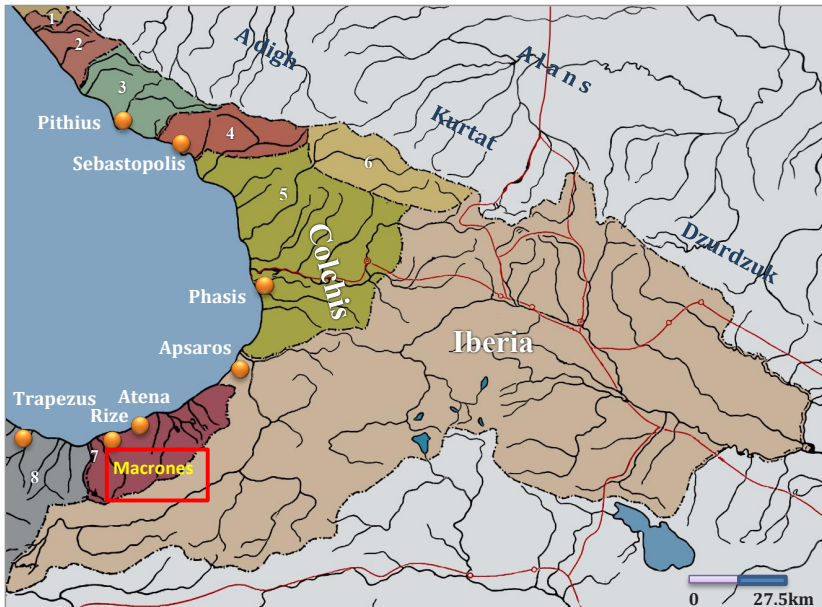 1
2
Adigh
Alans
3
Pithius
Kurtat
4
Sebastopolis
6
5
Colchis
Dzurdzuk
Phasis
Iberia
Apsaros
Trapezus
Atena
Rize
7
Macrones
8
0 27.5km